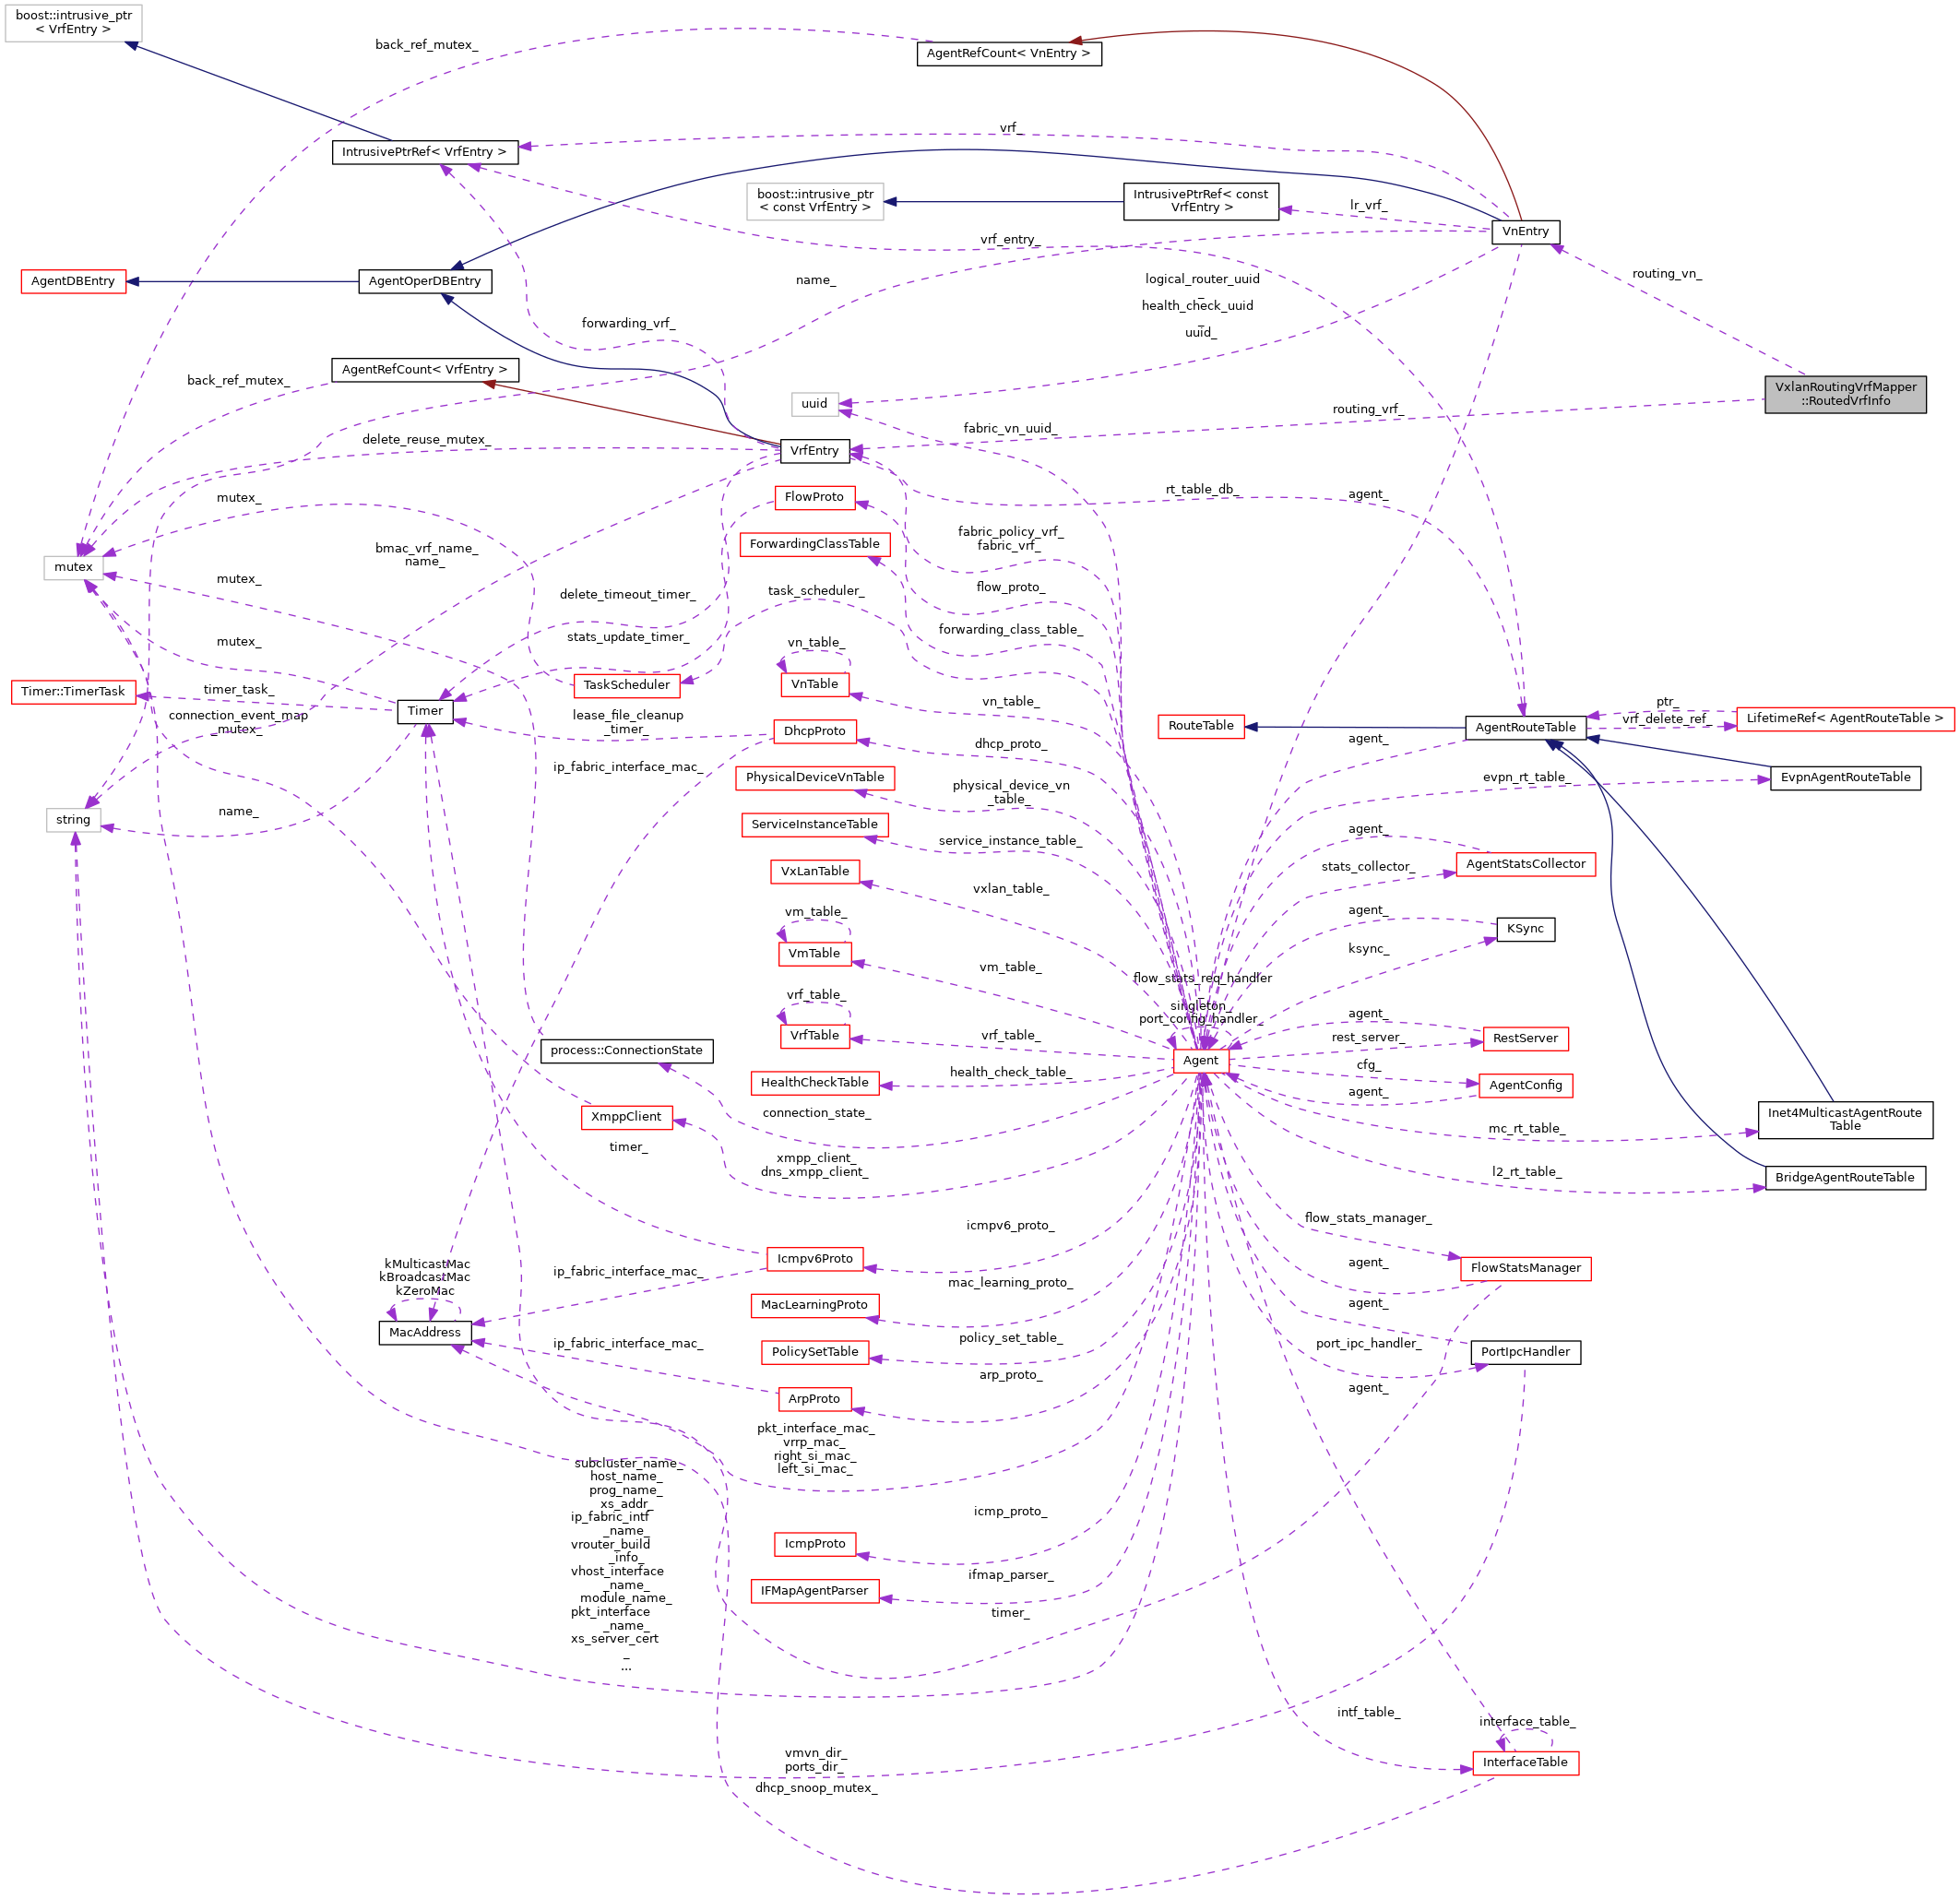 boost::intrusive_ptr
< VrfEntry >
back_ref_mutex_
AgentRefCount< VnEntry >
vrf_
IntrusivePtrRef< VrfEntry >
boost::intrusive_ptr
< const VrfEntry >
IntrusivePtrRef< const
VrfEntry >
lr_vrf_
VnEntry
vrf_entry_
routing_vn_
AgentDBEntry
AgentOperDBEntry
name_
logical_router_uuid
_
health_check_uuid
_
uuid_
forwarding_vrf_
AgentRefCount< VrfEntry >
back_ref_mutex_
VxlanRoutingVrfMapper
::RoutedVrfInfo
uuid
routing_vrf_
fabric_vn_uuid_
delete_reuse_mutex_
VrfEntry
mutex_
FlowProto
rt_table_db_
agent_
bmac_vrf_name_
name_
ForwardingClassTable
fabric_policy_vrf_
fabric_vrf_
mutex
mutex_
delete_timeout_timer_
task_scheduler_
flow_proto_
mutex_
stats_update_timer_
vn_table_
forwarding_class_table_
Timer::TimerTask
timer_task_
TaskScheduler
VnTable
vn_table_
ptr_
connection_event_map
_mutex_
Timer
lease_file_cleanup
_timer_
DhcpProto
dhcp_proto_
RouteTable
AgentRouteTable
vrf_delete_ref_
LifetimeRef< AgentRouteTable >
agent_
ip_fabric_interface_mac_
PhysicalDeviceVnTable
physical_device_vn
_table_
evpn_rt_table_
EvpnAgentRouteTable
string
name_
ServiceInstanceTable
service_instance_table_
agent_
AgentStatsCollector
stats_collector_
VxLanTable
vxlan_table_
vm_table_
agent_
KSync
VmTable
vm_table_
ksync_
flow_stats_req_handler
_
singleton_
port_config_handler_
vrf_table_
VrfTable
vrf_table_
agent_
rest_server_
RestServer
process::ConnectionState
Agent
cfg_
HealthCheckTable
health_check_table_
agent_
AgentConfig
XmppClient
connection_state_
mc_rt_table_
Inet4MulticastAgentRoute
Table
timer_
xmpp_client_
dns_xmpp_client_
l2_rt_table_
BridgeAgentRouteTable
icmpv6_proto_
flow_stats_manager_
Icmpv6Proto
kMulticastMac
kBroadcastMac
kZeroMac
ip_fabric_interface_mac_
mac_learning_proto_
agent_
FlowStatsManager
MacLearningProto
agent_
MacAddress
ip_fabric_interface_mac_
PolicySetTable
policy_set_table_
port_ipc_handler_
PortIpcHandler
ArpProto
arp_proto_
agent_
pkt_interface_mac_
vrrp_mac_
right_si_mac_
left_si_mac_
subcluster_name_
host_name_
prog_name_
xs_addr_
ip_fabric_intf
_name_
vrouter_build
_info_
vhost_interface
_name_
module_name_
pkt_interface
_name_
xs_server_cert
_
...
icmp_proto_
IcmpProto
ifmap_parser_
IFMapAgentParser
timer_
intf_table_
interface_table_
InterfaceTable
vmvn_dir_
ports_dir_
dhcp_snoop_mutex_